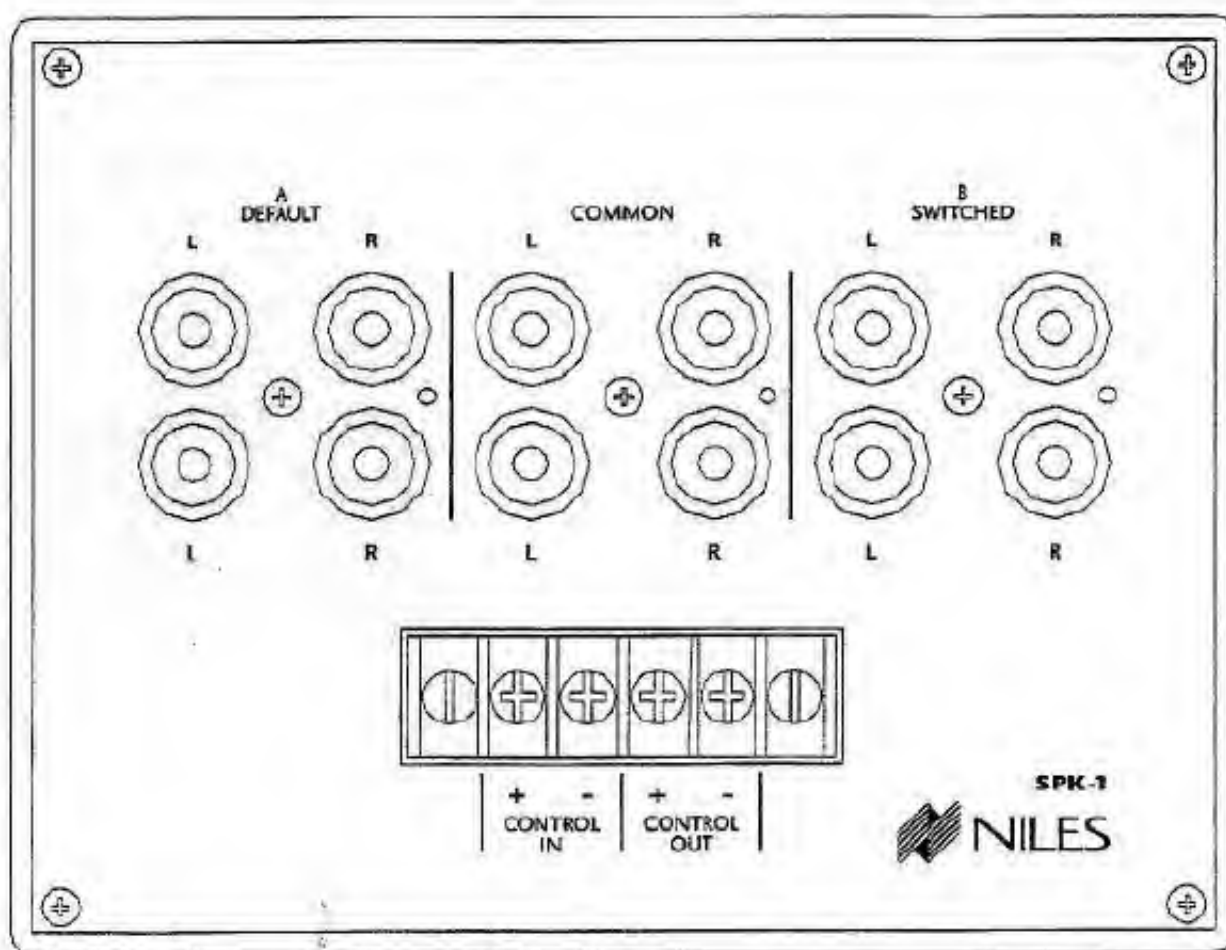 A
DEFAULT
COMMON
B
SWITCHED
L R L R L R
L R L R L R
+ - + -
CONTROL
IN
CONTROL
OUT
SPK-1
NILES